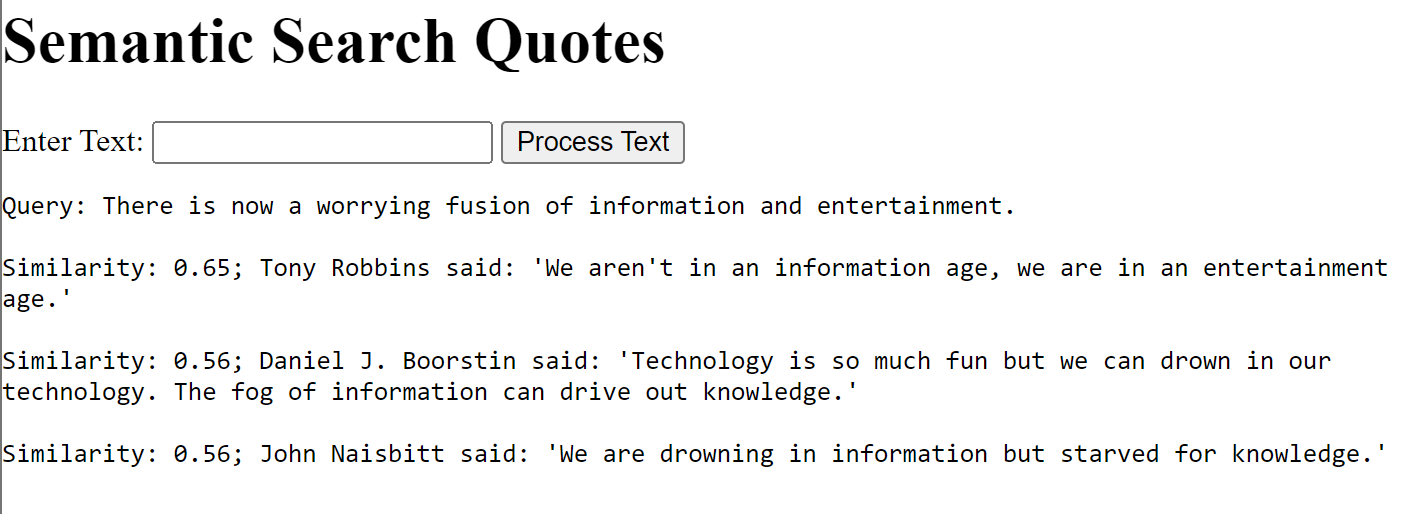 Semantic Search Quotes
Enter Text: Process Text
Query: There is now a worrying fusion of information and entertainment.
Similarity: 0.65; Tony Robbins said: 'We aren't in an information age, we are in an entertainment
age.'
Similarity: 0.56; Daniel J. Boorstin said: 'Technology is so much fun but we can drown in our
technology. The fog of information can drive out knowledge.'
Similarity: 0.56; John Naisbitt said: 'We are drowning in information but starved for knowledge.'